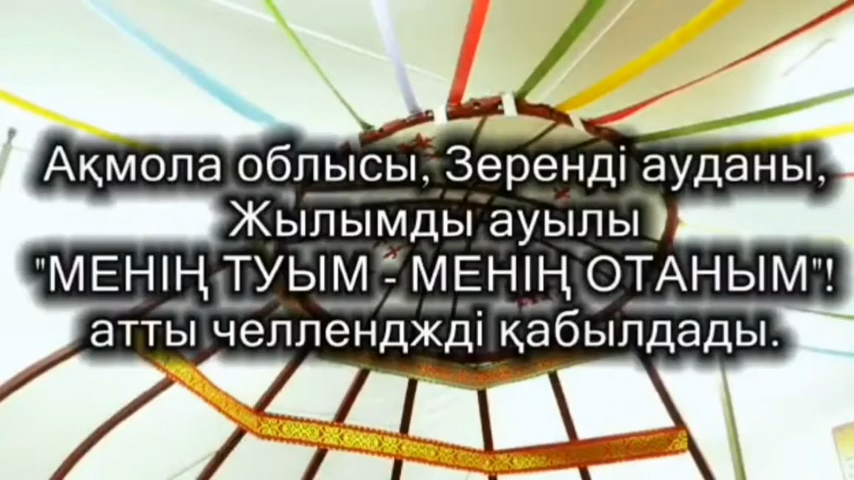 Ақмола облысы, Зеренді ауданы,
Жылымды ауылы
"МЕНІҢ ТУЫМ - МЕНІҢ ОТАНЫМ"!
атты челленджді қабылдады.